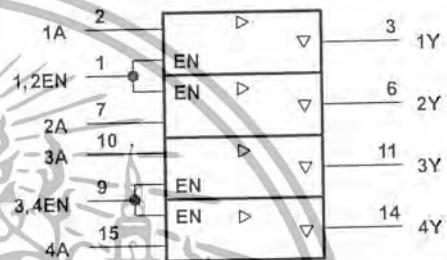 1A 2 3 1Y
EN
1,2EN 1
EN 6 2Y
2A 7
3A 10 11 3Y
EN
3,4EN 9
EN 14 4Y
4A 15